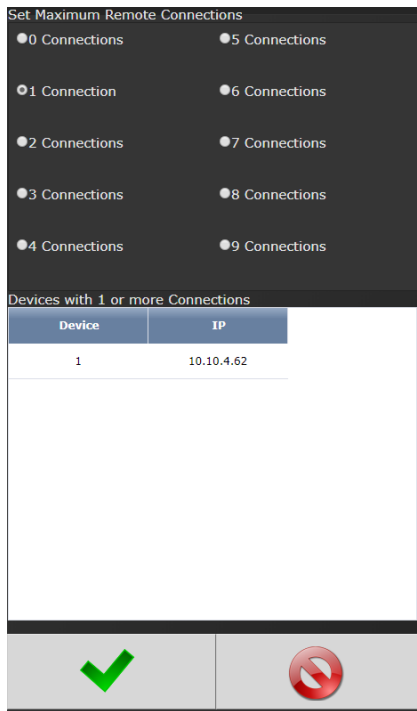 Set Maximum Remote Connections
0 Connections
5 Connections
1 Connection
6 Connections
2 Connections
7 Connections
3 Connections
8 Connections
4 Connections
9 Connections
Devices with 1 or more Connections
Device IP
1 10.10.4.62